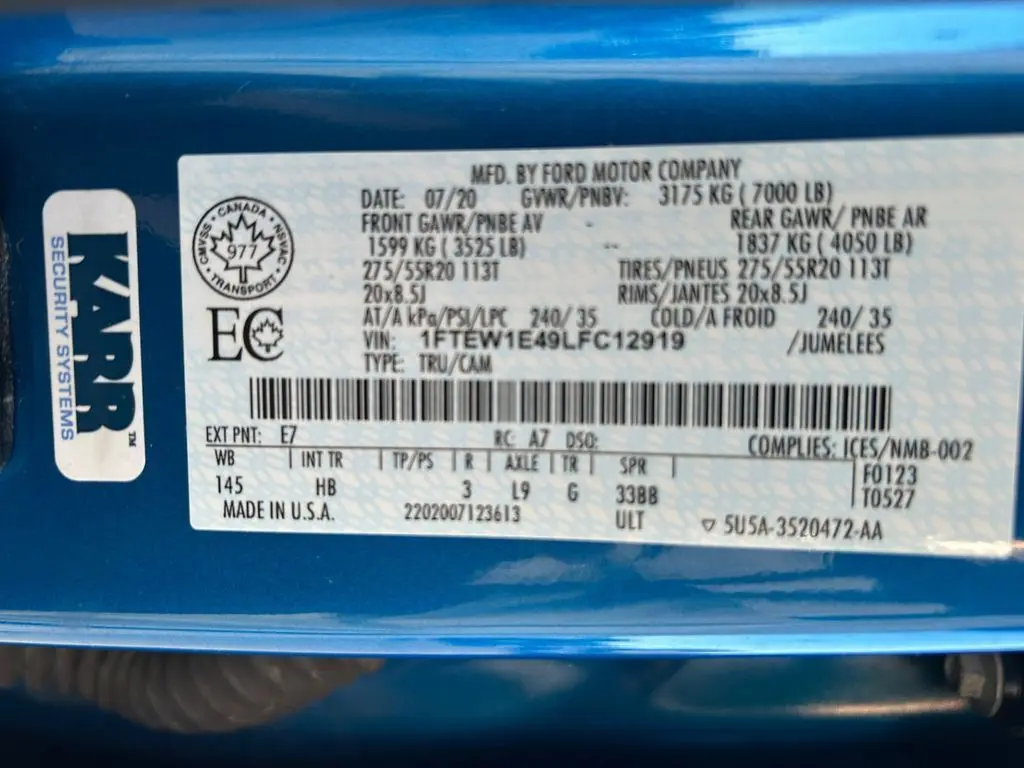 MFD. BY FORD MOTOR COMPANY
DATE: 07/20 GVWR/PNBV: 3175 KG ( 7000 LB)
FRONT GAWR/PNBE AV REAR GAWR/ PNBE AR
1599 KG ( 3525 LB) -- 1837 KG ( 4050 LB)
275/55R20 113T TIRES/PNEUS 275/55R20 113T
20x8.5J RIMS/JANTES 20x8.5J
AT/A kPa/PSI/LPC 240/ 35 COLD/A FROID 240/ 35
VIN: 1FTEW1E49LFC12919 /JUMELEES
TYPE: TRU/CAM
CANADA
CMVSS NSVAC
977
TRANSPORT
EC
EXT PNT: E7 RC: A7 DSO: COMPLIES: ICES/NMB-002
WB | INT TR | TP/PS | R | AXLE | TR | SPR | F0123
145 HB 3 L9 G 33BB T0527
MADE IN U.S.A. 2202007123613 ULT 5U5A-3520472-AA
KARR™
SECURITY SYSTEMS